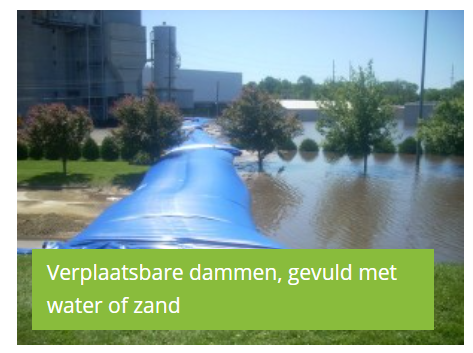 Verplaatsbare dammen, gevuld met
water of zand